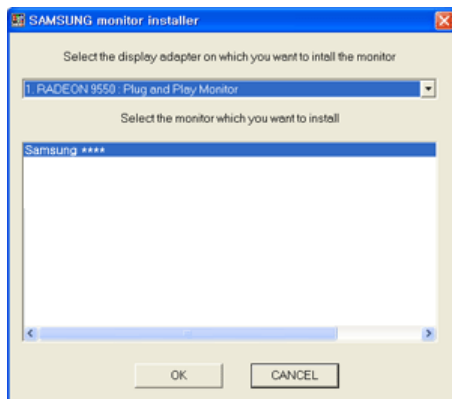 SAMSUNG monitor installer
Select the display adapter on which you want to intall the monitor
1. RADEON 9550 : Plug and Play Monitor
Select the monitor which you want to install
Samsung ****
OK
CANCEL